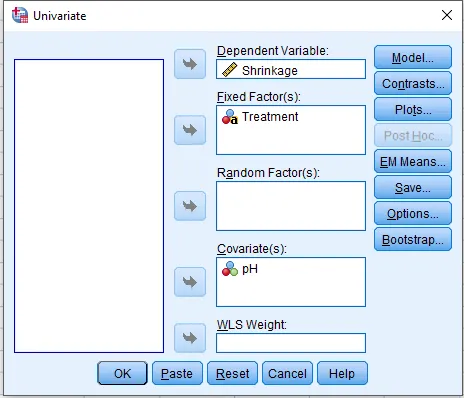 Univariate
Dependent Variable:
Shrinkage
Fixed Factor(s):
a Treatment
Random Factor(s):
Covariate(s):
pH
WLS Weight:
Model...
Contrasts...
Plots...
Post Hoc...
EM Means...
Save...
Options...
Bootstrap...
OK Paste Reset Cancel Help